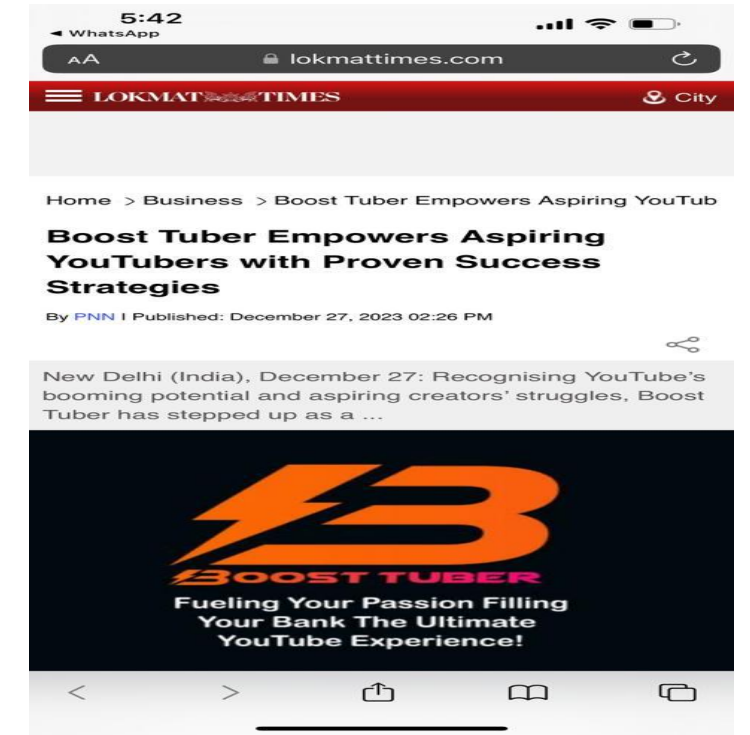 5:42
◄ WhatsApp
AA lokmattimes.com
LOKMAT TIMES City
Home > Business > Boost Tuber Empowers Aspiring YouTub
Boost Tuber Empowers Aspiring
YouTubers with Proven Success
Strategies
By PNN I Published: December 27, 2023 02:26 PM
New Delhi (India), December 27: Recognising YouTube's
booming potential and aspiring creators' struggles, Boost
Tuber has stepped up as a ...
B
BOOST TUBER
Fueling Your Passion Filling
Your Bank The Ultimate
YouTube Experience!